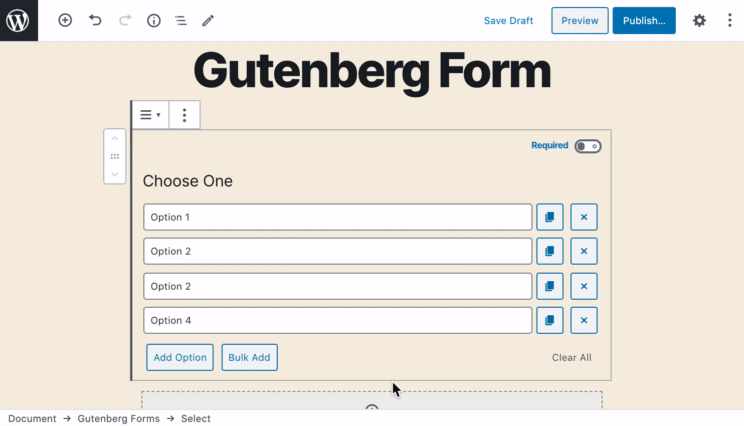 Save Draft Preview Publish...
Gutenberg Form
Required
Choose One
Option 1
Option 2
Option 2
Option 4
Add Option Bulk Add Clear All
Document → Gutenberg Forms → Select